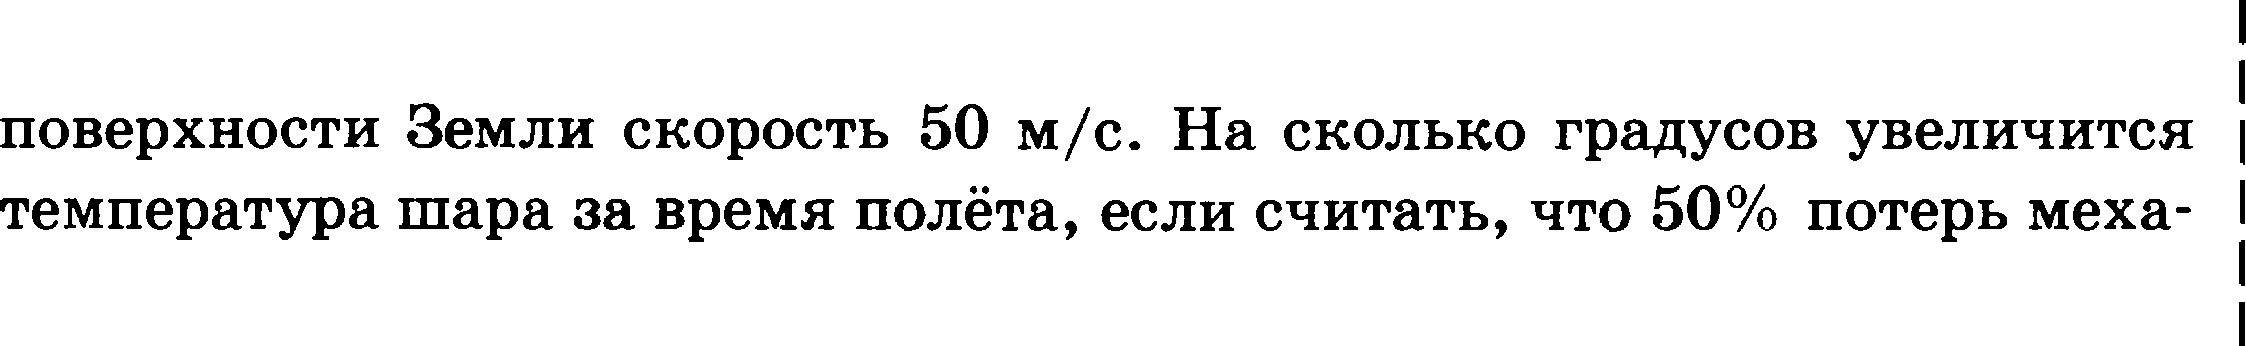 поверхности Земли скорость 50 м/с. На сколько градусов увеличится
температура шара за время полёта, если считать, что 50% потерь меха-